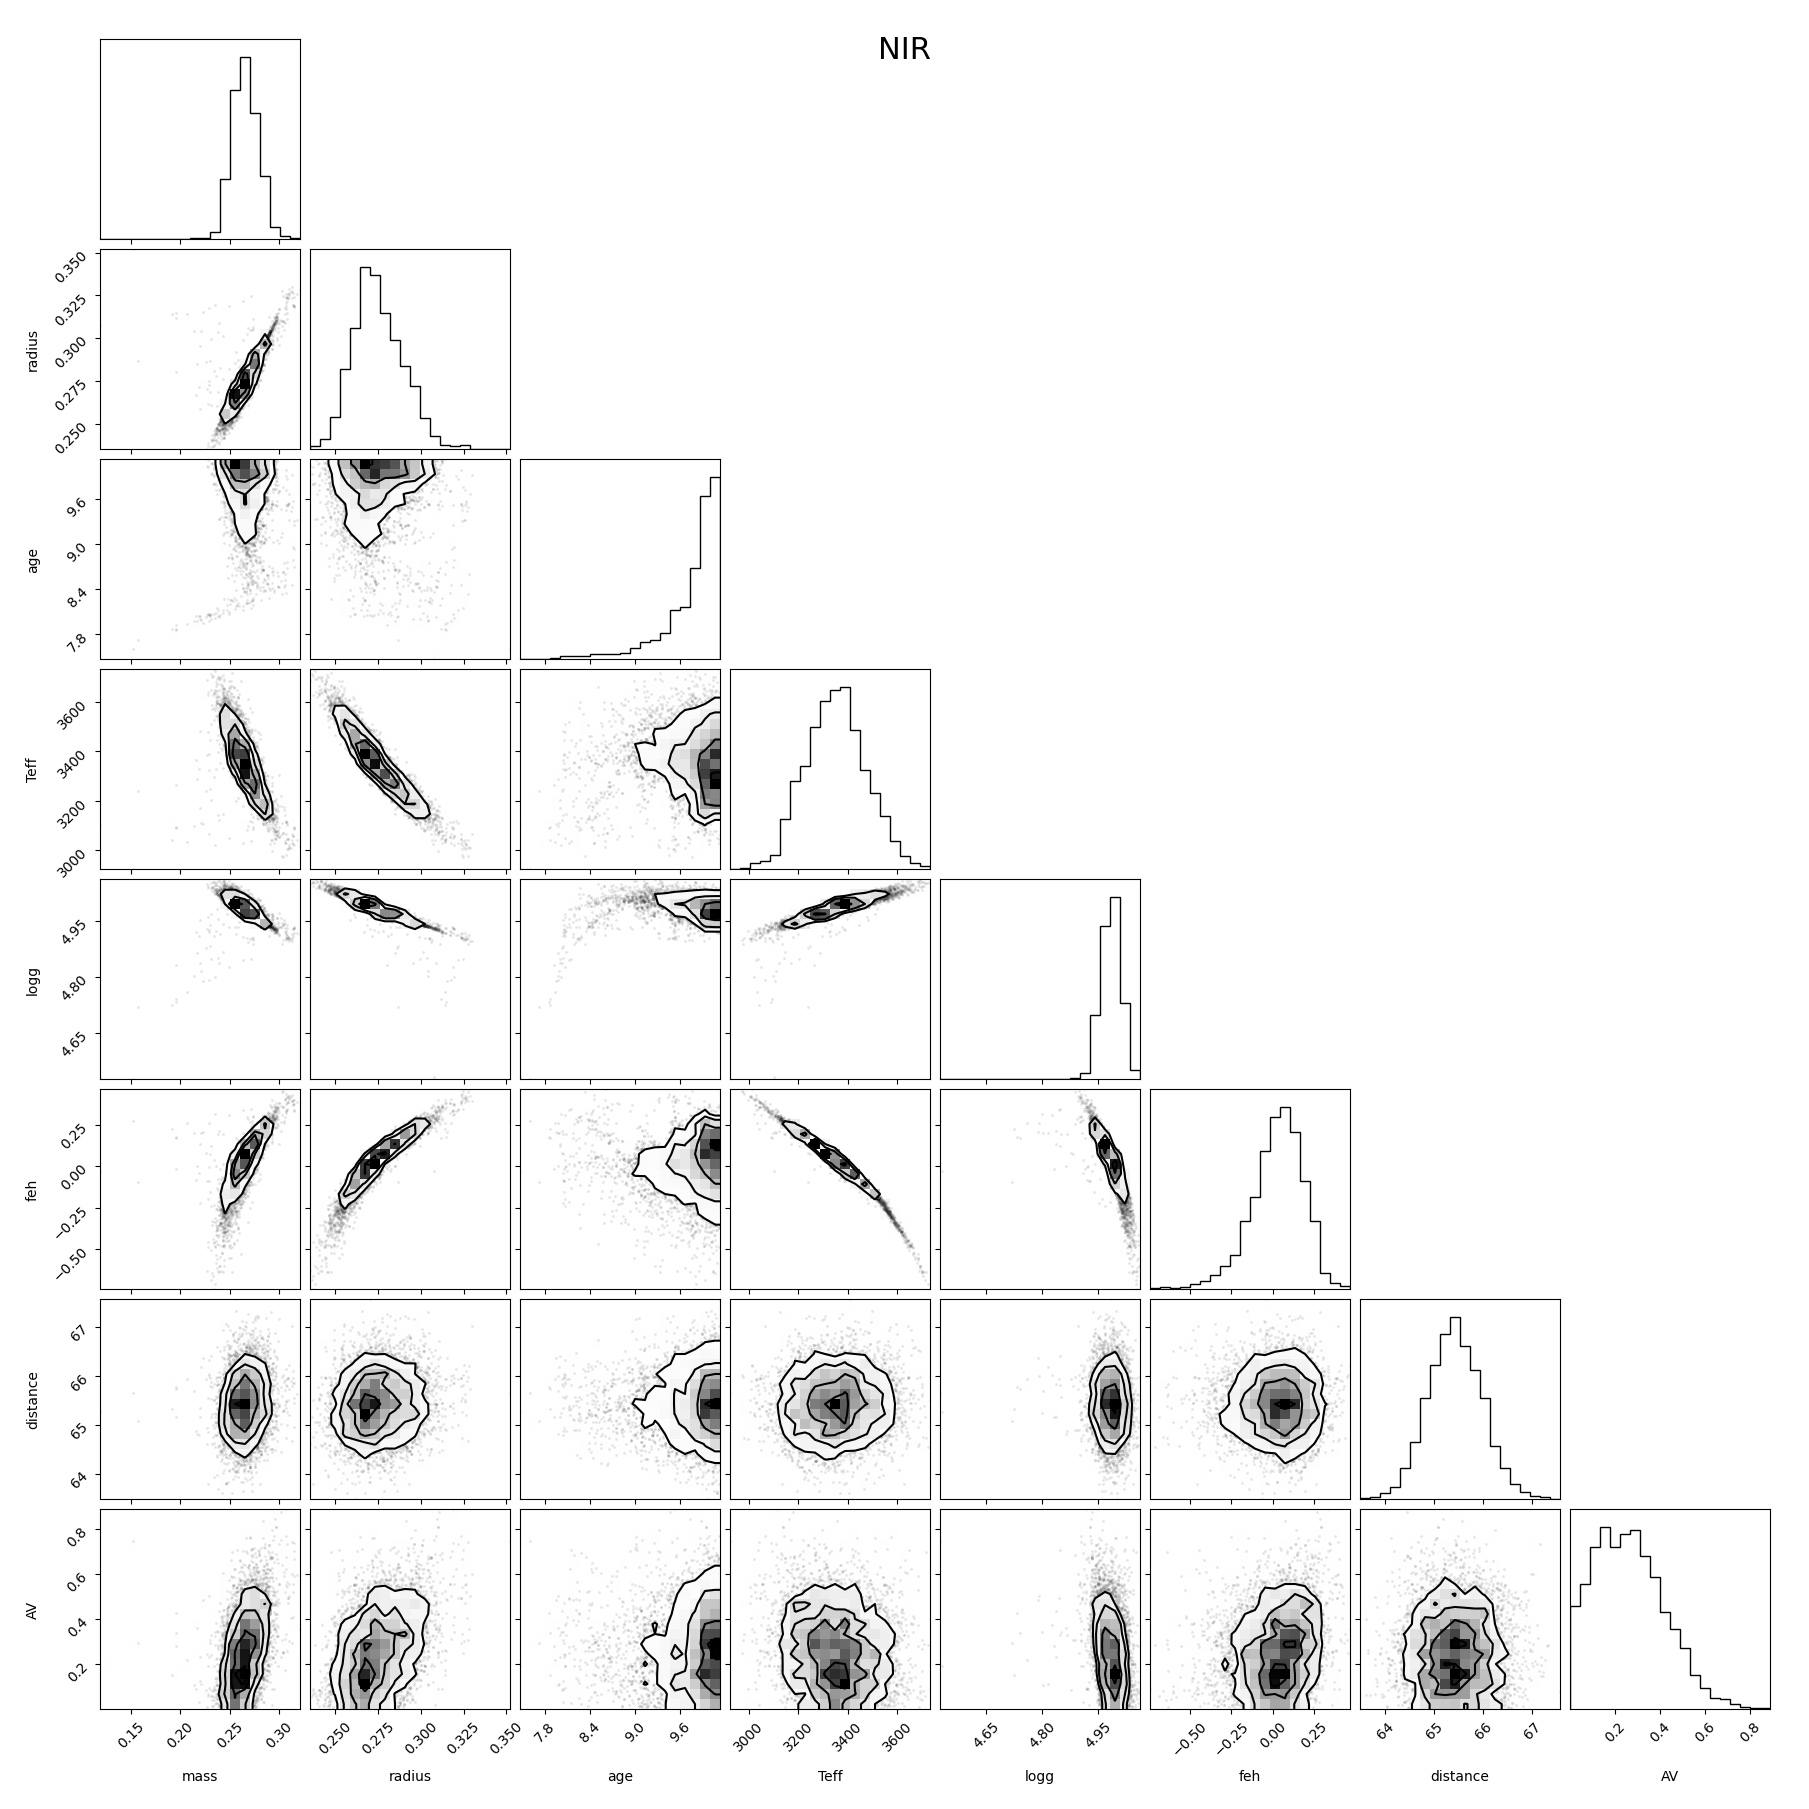 NIR
0.350
0.325
0.300
0.275
0.250
radius
9.6
9.0
8.4
7.8
age
3600
3400
3200
3000
Teff
4.95
4.80
4.65
logg
0.25
0.00
−0.25
−0.50
feh
67
66
65
64
distance
0.8
0.6
0.4
0.2
AV
0.15 0.20 0.25 0.30 0.250 0.275 0.300 0.325 0.350 7.8 8.4 9.0 9.6 3000 3200 3400 3600 4.65 4.80 4.95 −0.50 −0.25 0.00 0.25 64 65 66 67 0.2 0.4 0.6 0.8
mass radius age Teff logg feh distance AV